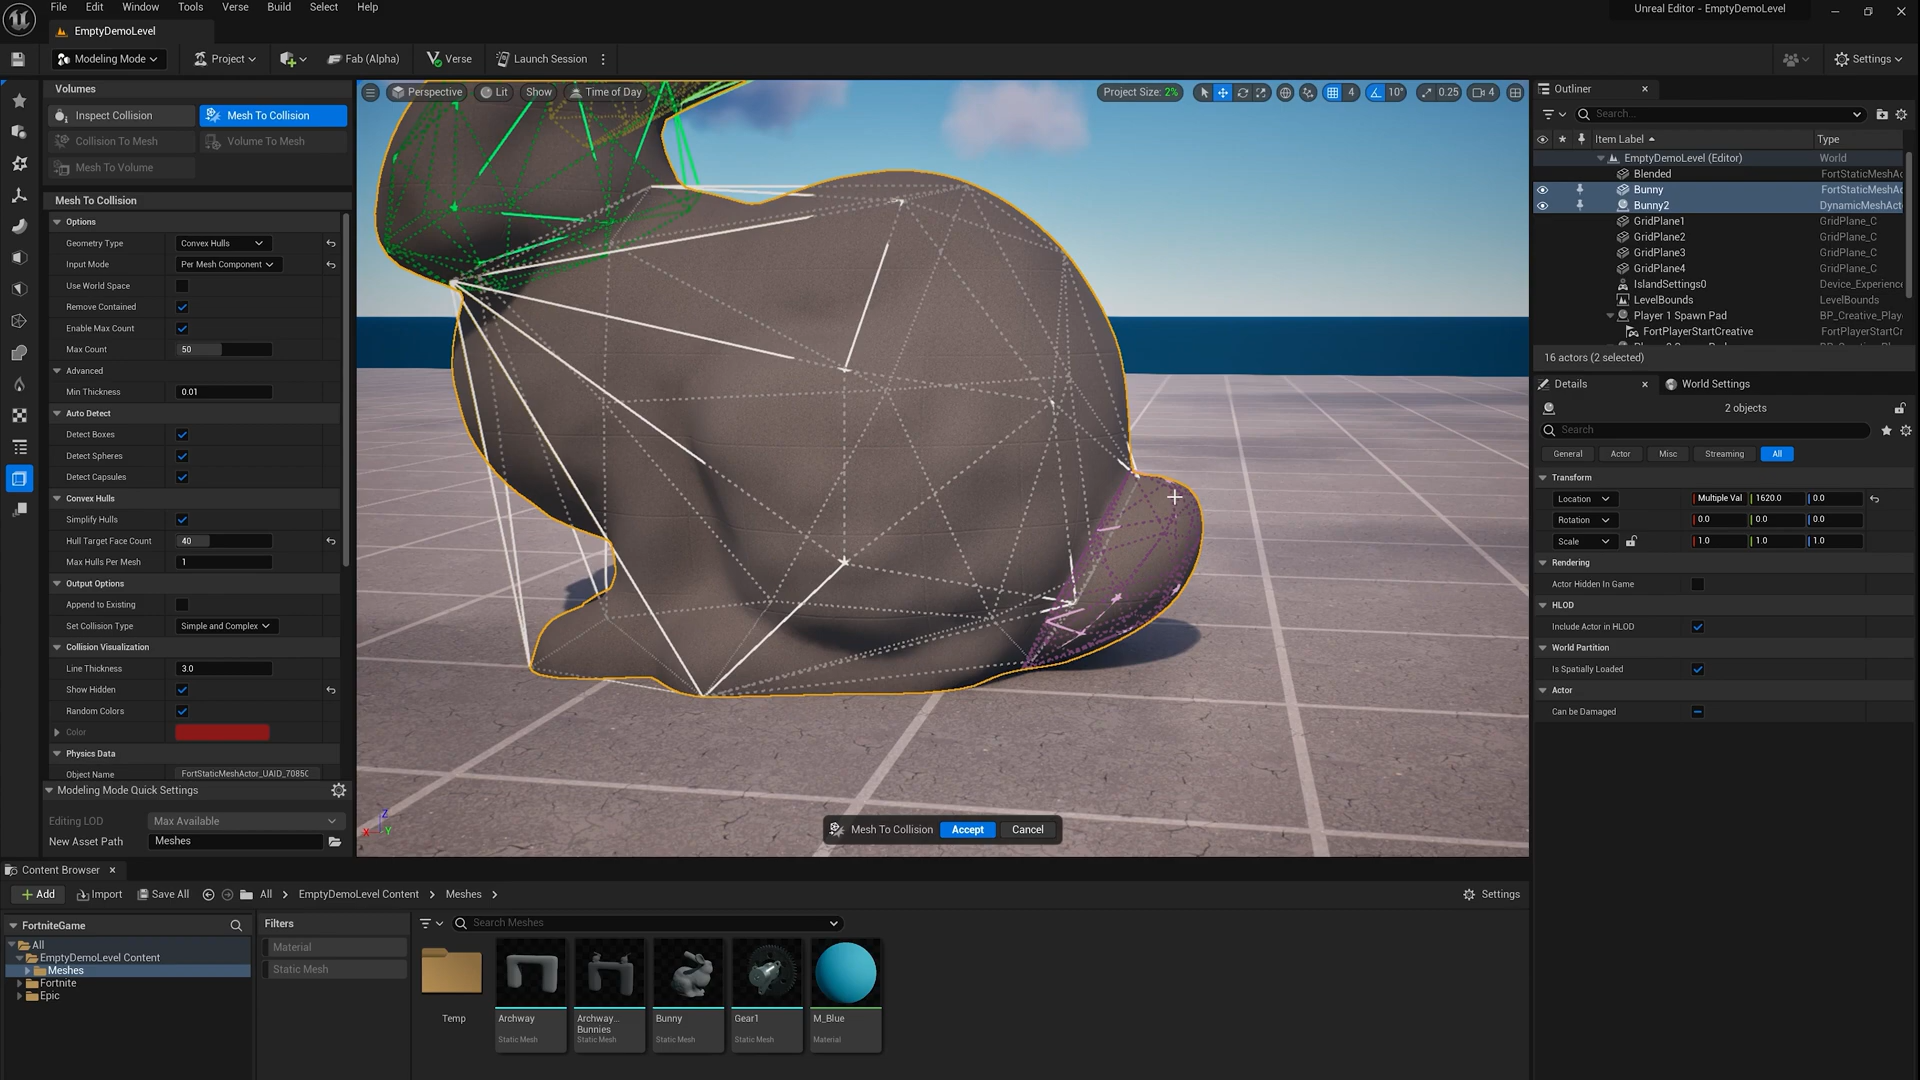 File Edit Window Tools Verse Build Select Help
Unreal Editor - EmptyDemoLevel
EmptyDemoLevel
Modeling Mode
Project
Fab (Alpha)
Verse
Launch Session
Settings
Volumes
Inspect Collision
Mesh To Collision
Collision To Mesh
Volume To Mesh
Mesh To Volume
Mesh To Collision
Options
Geometry Type Convex Hulls
Input Mode Per Mesh Component
Use World Space
Remove Contained
Enable Max Count
Max Count 50
Advanced
Min Thickness 0.01
Auto Detect
Detect Boxes
Detect Spheres
Detect Capsules
Convex Hulls
Simplify Hulls
Hull Target Face Count 40
Max Hulls Per Mesh 1
Output Options
Append to Existing
Set Collision Type Simple and Complex
Collision Visualization
Line Thickness 3.0
Show Hidden
Random Colors
Color
Physics Data
Object Name FortStaticMeshActor_UAID_7085C
Modeling Mode Quick Settings
Editing LOD Max Available
New Asset Path Meshes
Perspective Lit Show Time of Day
Project Size: 2%
4 10° 0.25 4
Z
X Y
Mesh To Collision Accept Cancel
Outliner
Search...
Item Label Type
EmptyDemoLevel (Editor) World
Blended FortStaticMeshAc
Bunny FortStaticMeshAc
Bunny2 DynamicMeshAct
GridPlane1 GridPlane_C
GridPlane2 GridPlane_C
GridPlane3 GridPlane_C
GridPlane4 GridPlane_C
IslandSettings0 Device_Experience
LevelBounds LevelBounds
Player 1 Spawn Pad BP_Creative_Play
FortPlayerStartCreative FortPlayerStartCr
16 actors (2 selected)
Details
World Settings
2 objects
Search
General Actor Misc Streaming All
Transform
Location Multiple Val 1620.0 0.0
Rotation 0.0 0.0 0.0
Scale 1.0 1.0 1.0
Rendering
Actor Hidden In Game
HLOD
Include Actor in HLOD
World Partition
Is Spatially Loaded
Actor
Can be Damaged
Content Browser
Add Import Save All All EmptyDemoLevel Content Meshes
Settings
FortniteGame
All
EmptyDemoLevel Content
Meshes
Fortnite
Epic
Filters
Material
Static Mesh
Search Meshes
Temp
Archway
Static Mesh
Archway...
Bunnies
Static Mesh
Bunny
Static Mesh
Gear1
Static Mesh
M_Blue
Material